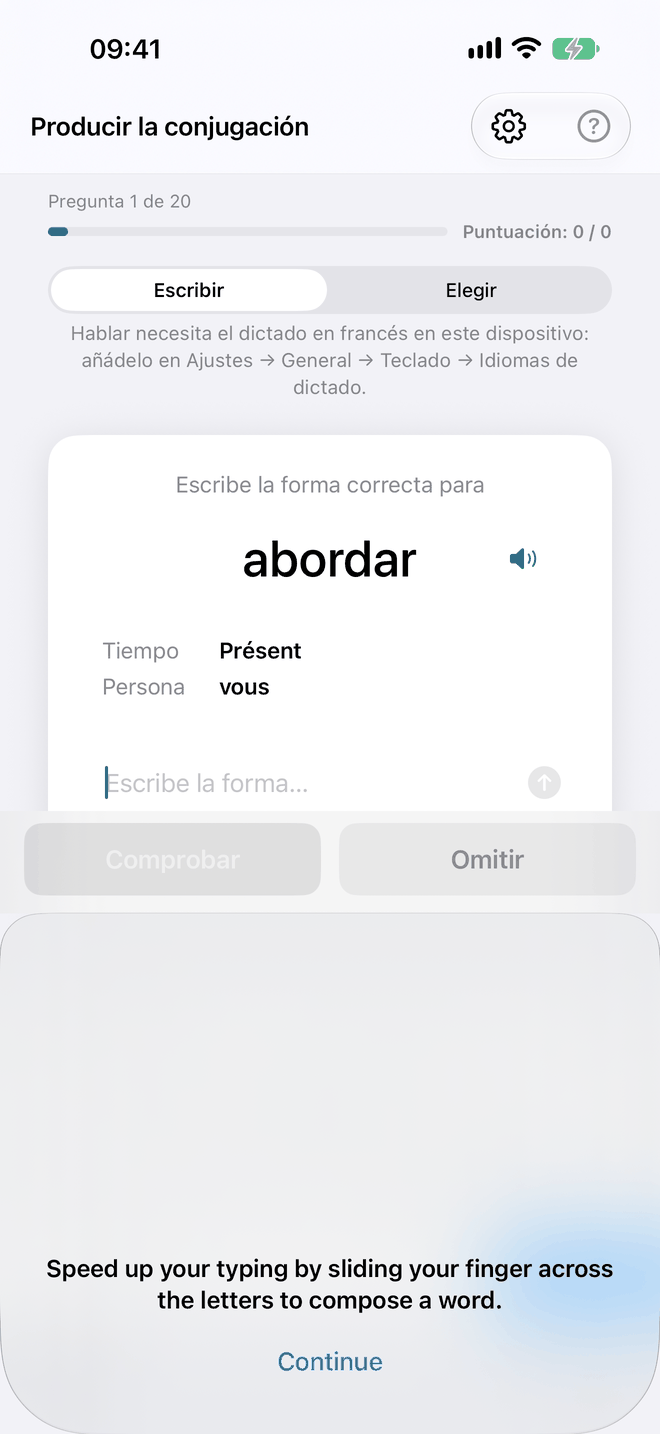 09:41
Producir la conjugación
?
Pregunta 1 de 20
Puntuación: 0 / 0
Escribir
Elegir
Hablar necesita el dictado en francés en este dispositivo:
añádelo en Ajustes → General → Teclado → Idiomas de
dictado.
Escribe la forma correcta para
abordar
Tiempo Présent
Persona vous
Escribe la forma...
Comprobar
Omitir
Speed up your typing by sliding your finger across
the letters to compose a word.
Continue